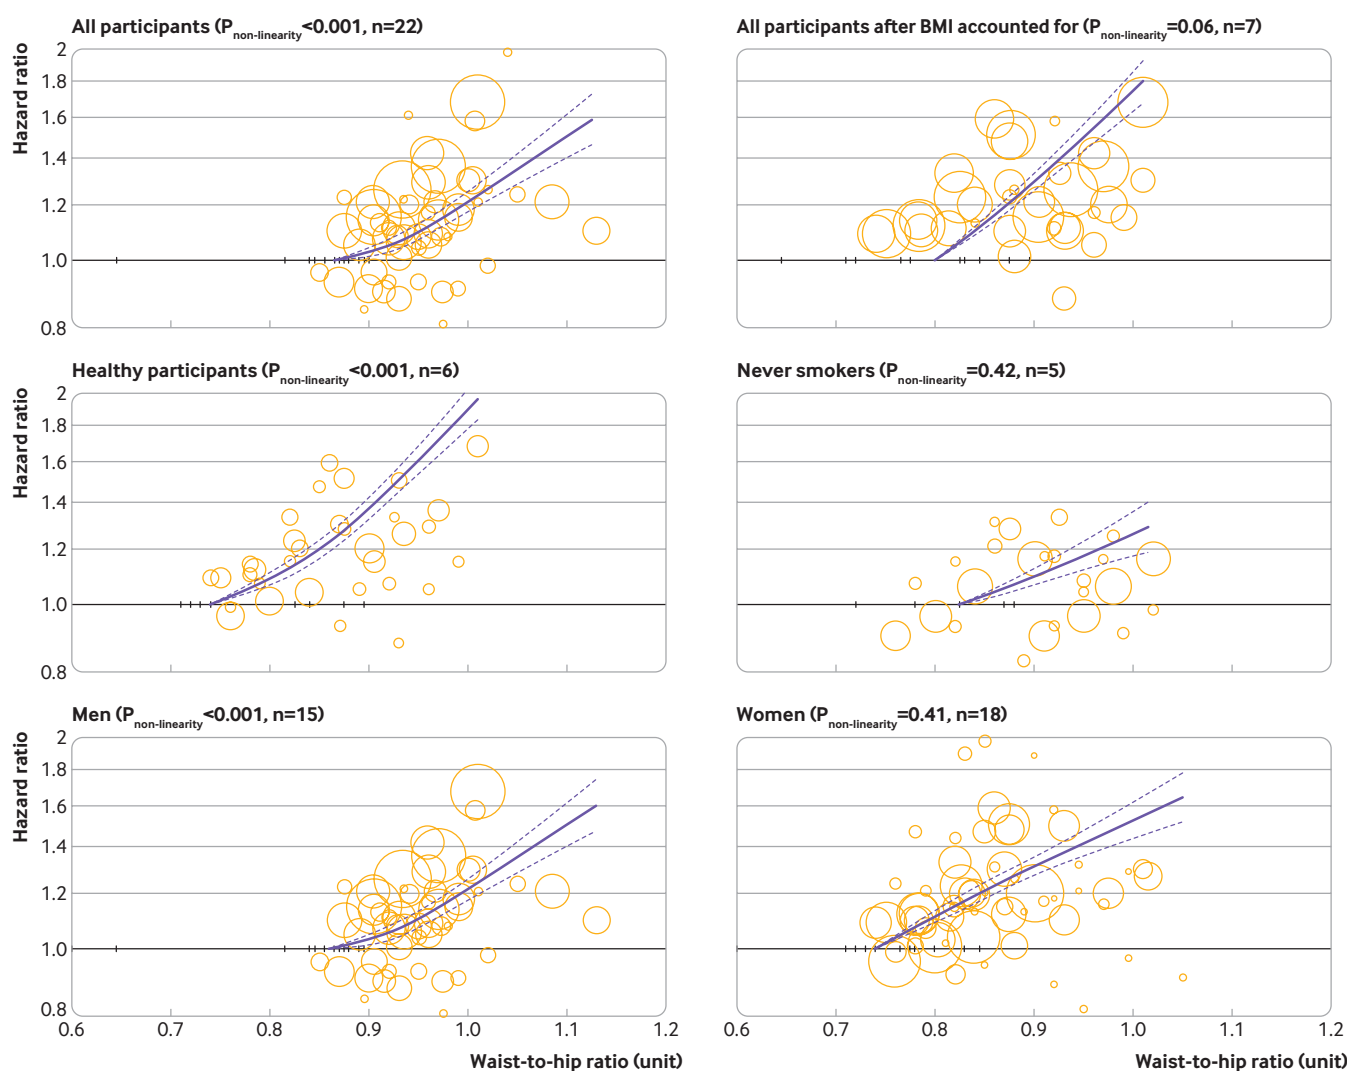 All participants (Pnon-linearity<0.001, n=22)
All participants after BMI accounted for (Pnon-linearity=0.06, n=7)
Hazard ratio
2
1.8
1.6
1.4
1.2
1.0
0.8
Healthy participants (Pnon-linearity<0.001, n=6)
Never smokers (Pnon-linearity=0.42, n=5)
Hazard ratio
2
1.8
1.6
1.4
1.2
1.0
0.8
Men (Pnon-linearity<0.001, n=15)
Women (Pnon-linearity=0.41, n=18)
Hazard ratio
2
1.8
1.6
1.4
1.2
1.0
0.8
0.6 0.7 0.8 0.9 1.0 1.1 1.2
0.6 0.7 0.8 0.9 1.0 1.1 1.2
Waist-to-hip ratio (unit)
Waist-to-hip ratio (unit)